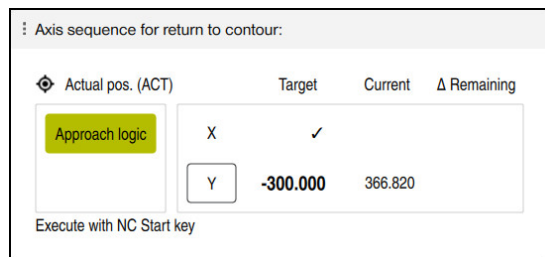 Axis sequence for return to contour:
Actual pos. (ACT) Target Current Δ Remaining
Approach logic X ✓
Y -300.000 366.820
Execute with NC Start key